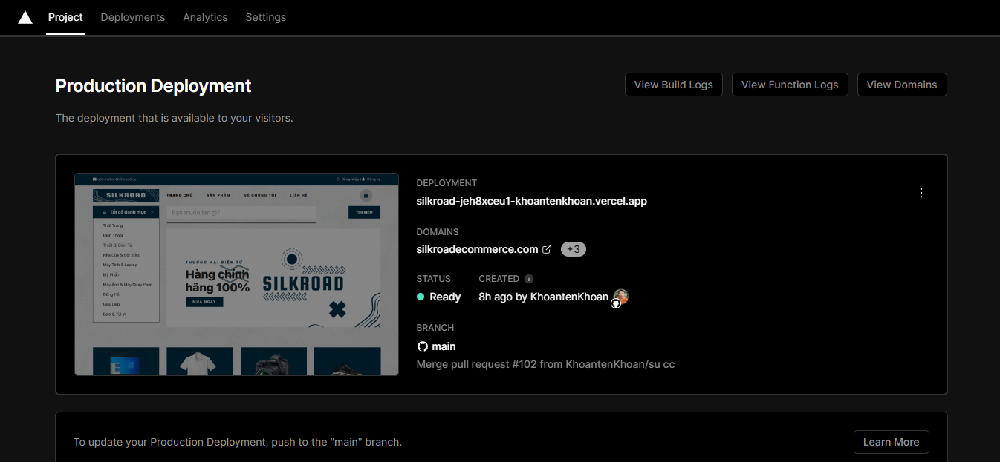 Project Deployments Analytics Settings
Production Deployment
View Build Logs View Function Logs View Domains
The deployment that is available to your visitors.
SILKROAD
TRANG CHỦ SẢN PHẨM VỀ CHÚNG TÔI LIÊN HỆ
Tất cả danh mục
Bạn muốn tìm gì?
TÌM KIẾM
Thời Trang
Điện Thoại
Thiết Bị Điện Tử
Nhà Cửa & Đời Sống
Máy Tính & Laptop
Mỹ Phẩm
Máy Ảnh & Máy Quay Phim
Đồng Hồ
Giày Dép
Balo & Túi Ví
THƯƠNG MẠI ĐIỆN TỬ
Hàng chính
hãng 100%
MUA NGAY
SILKROAD
DEPLOYMENT
silkroad-jeh8xceu1-khoantenkhoan.vercel.app
DOMAINS
silkroadecommerce.com +3
STATUS CREATED
Ready 8h ago by KhoantenKhoan
BRANCH
main
Merge pull request #102 from KhoantenKhoan/su cc
To update your Production Deployment, push to the "main" branch.
Learn More